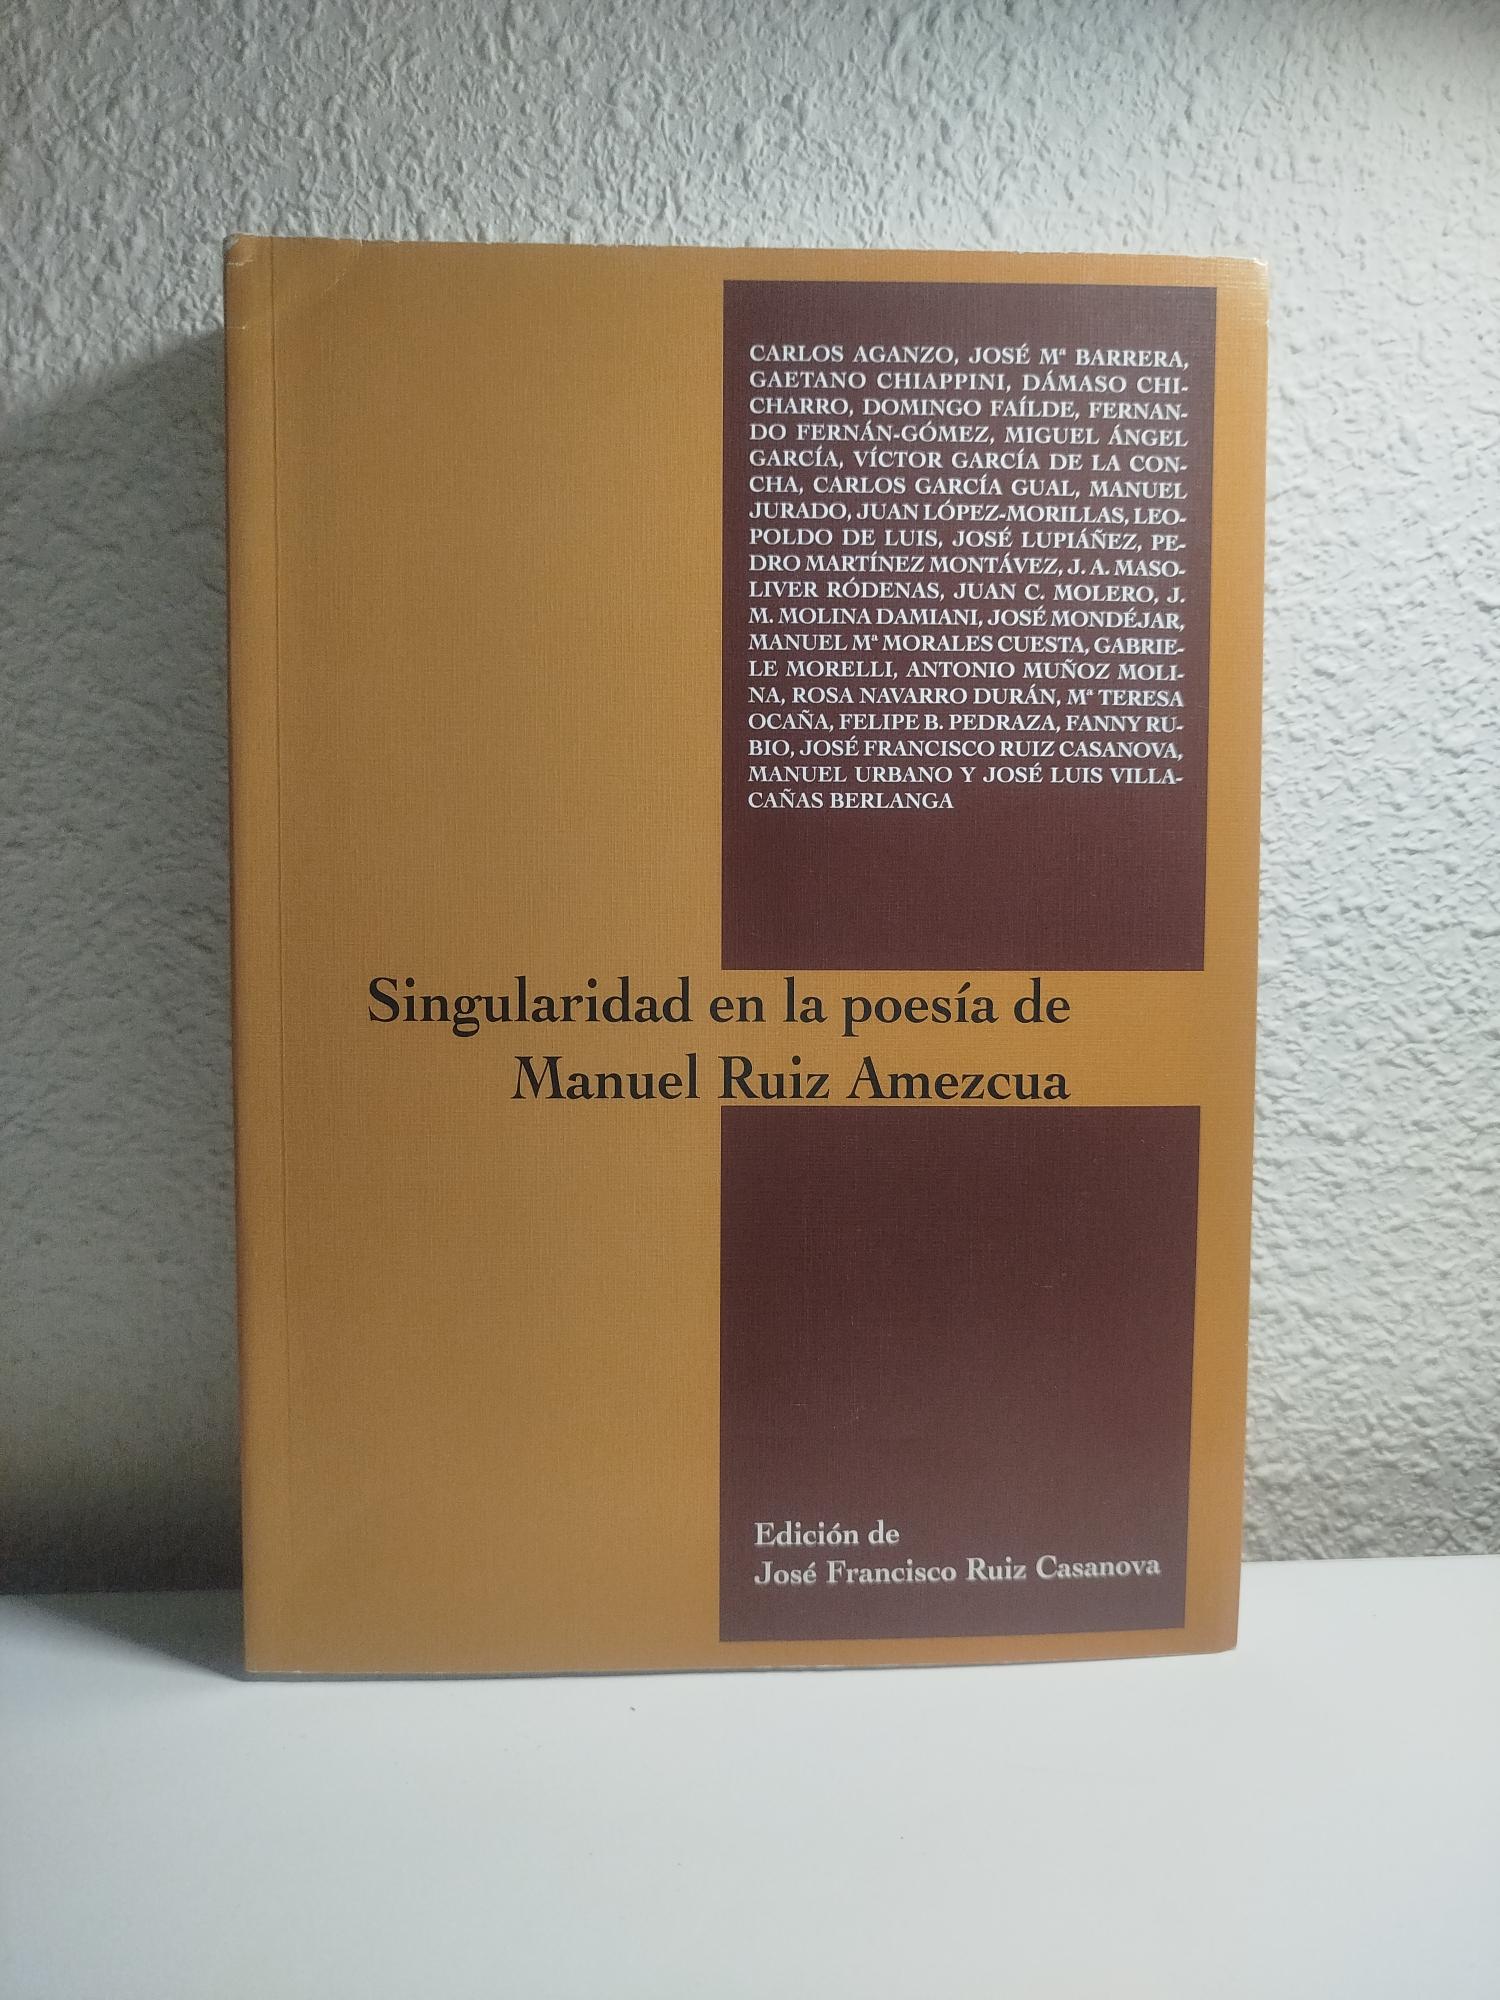 CARLOS AGANZO, JOSÉ Mª BARRERA,
GAETANO CHIAPPINI, DÁMASO CHI-
CHARRO, DOMINGO FAÍLDE, FERNAN-
DO FERNÁN-GÓMEZ, MIGUEL ÁNGEL
GARCÍA, VÍCTOR GARCÍA DE LA CON-
CHA, CARLOS GARCÍA GUAL, MANUEL
JURADO, JUAN LÓPEZ-MORILLAS, LEO-
POLDO DE LUIS, JOSÉ LUPIÁÑEZ, PE-
DRO MARTÍNEZ MONTÁVEZ, J. A. MASO-
LIVER RÓDENAS, JUAN C. MOLERO, J.
M. MOLINA DAMIANI, JOSÉ MONDÉJAR,
MANUEL Mª MORALES CUESTA, GABRIE-
LE MORELLI, ANTONIO MUÑOZ MOLI-
NA, ROSA NAVARRO DURÁN, Mª TERESA
OCAÑA, FELIPE B. PEDRAZA, FANNY RU-
BIO, JOSÉ FRANCISCO RUIZ CASANOVA,
MANUEL URBANO Y JOSÉ LUIS VILLA-
CAÑAS BERLANGA
Singularidad en la poesía de
Manuel Ruiz Amezcua
Edición de
José Francisco Ruiz Casanova